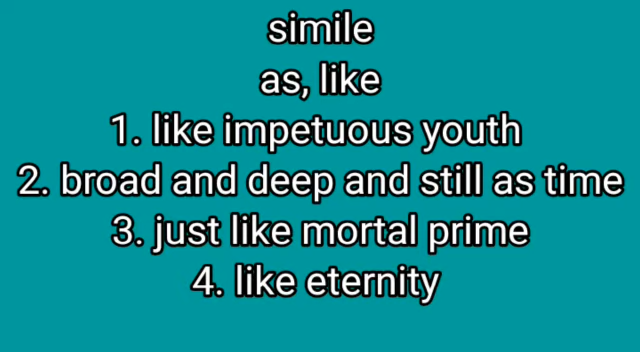 simile
as, like
1. like impetuous youth
2. broad and deep and still as time
3. just like mortal prime
4. like eternity